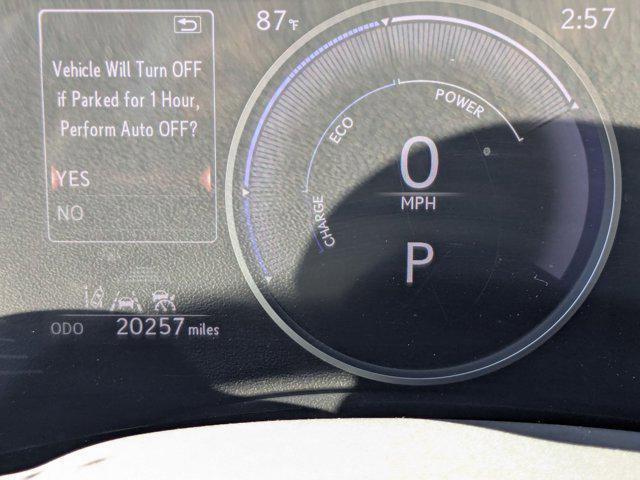 87°F
2:57
Vehicle Will Turn OFF
if Parked for 1 Hour,
Perform Auto OFF?
YES
NO
CHARGE
ECO
POWER
0
MPH
P
ODO 20257 miles